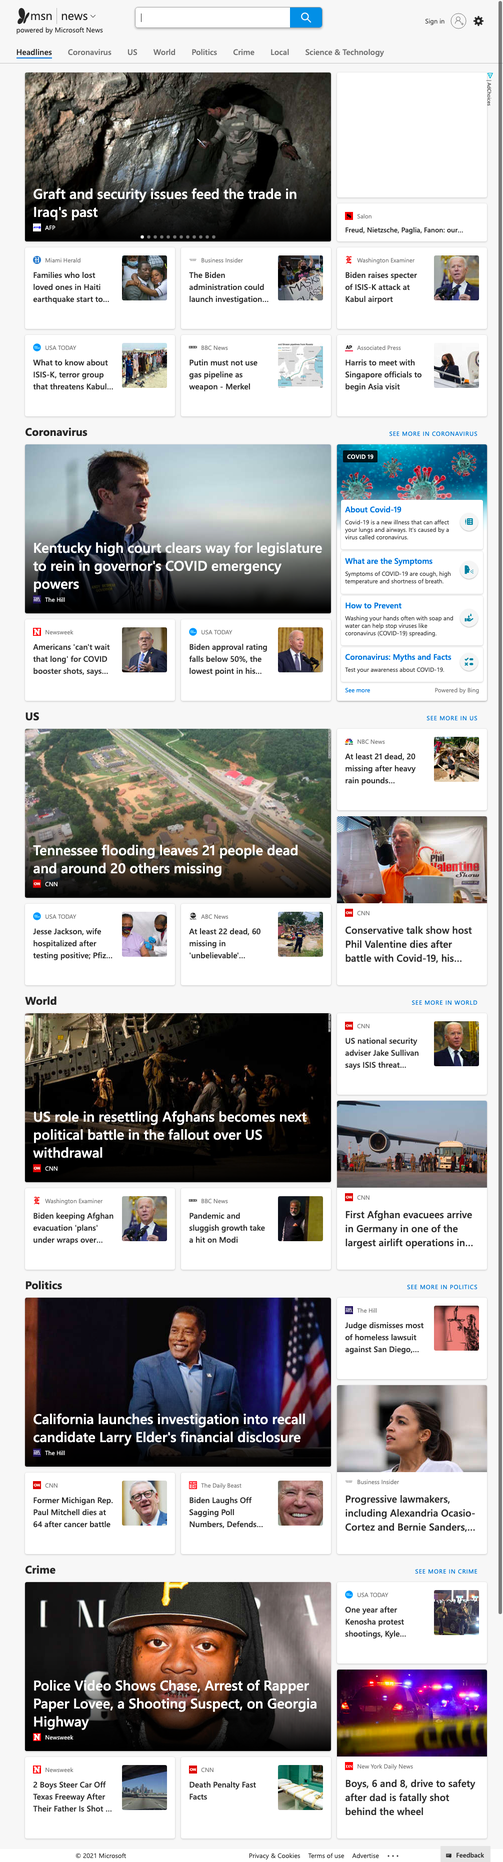 msn | news
powered by Microsoft News
Sign in
Headlines Coronavirus US World Politics Crime Local Science & Technology
AdChoices
Graft and security issues feed the trade in
Iraq's past
AFP
Salon
Freud, Nietzsche, Paglia, Fanon: our...
Miami Herald
Families who lost
loved ones in Haiti
earthquake start to...
Business Insider
The Biden
administration could
launch investigation...
Washington Examiner
Biden raises specter
of ISIS-K attack at
Kabul airport
USA TODAY
What to know about
ISIS-K, terror group
that threatens Kabul...
BBC News
Putin must not use
gas pipeline as
weapon - Merkel
Associated Press
Harris to meet with
Singapore officials to
begin Asia visit
Coronavirus
SEE MORE IN CORONAVIRUS
Kentucky high court clears way for legislature
to rein in governor's COVID emergency
powers
The Hill
COVID 19
About Covid-19
Covid-19 is a new illness that can affect
your lungs and airways. It's caused by a
virus called coronavirus.
What are the Symptoms
Symptoms of COVID-19 are cough, high
temperature and shortness of breath.
How to Prevent
Washing your hands often with soap and
water can help stop viruses like
coronavirus (COVID-19) spreading.
Coronavirus: Myths and Facts
Test your awareness about COVID-19.
See more
Powered by Bing
Newsweek
Americans 'can't wait
that long' for COVID
booster shots, says...
USA TODAY
Biden approval rating
falls below 50%, the
lowest point in his...
US
SEE MORE IN US
Tennessee flooding leaves 21 people dead
and around 20 others missing
CNN
NBC News
At least 21 dead, 20
missing after heavy
rain pounds...
The
Phil
Valentine
Show
CNN
Conservative talk show host
Phil Valentine dies after
battle with Covid-19, his...
USA TODAY
Jesse Jackson, wife
hospitalized after
testing positive; Pfiz...
ABC News
At least 22 dead, 60
missing in
'unbelievable'...
World
SEE MORE IN WORLD
US role in resettling Afghans becomes next
political battle in the fallout over US
withdrawal
CNN
CNN
US national security
adviser Jake Sullivan
says ISIS threat...
CNN
First Afghan evacuees arrive
in Germany in one of the
largest airlift operations in...
Washington Examiner
Biden keeping Afghan
evacuation 'plans'
under wraps over...
BBC News
Pandemic and
sluggish growth take
a hit on Modi
Politics
SEE MORE IN POLITICS
California launches investigation into recall
candidate Larry Elder's financial disclosure
The Hill
The Hill
Judge dismisses most
of homeless lawsuit
against San Diego,...
Business Insider
Progressive lawmakers,
including Alexandria Ocasio-
Cortez and Bernie Sanders,...
CNN
Former Michigan Rep.
Paul Mitchell dies at
64 after cancer battle
The Daily Beast
Biden Laughs Off
Sagging Poll
Numbers, Defends...
Crime
SEE MORE IN CRIME
Police Video Shows Chase, Arrest of Rapper
Paper Lovee, a Shooting Suspect, on Georgia
Highway
Newsweek
USA TODAY
One year after
Kenosha protest
shootings, Kyle...
New York Daily News
Boys, 6 and 8, drive to safety
after dad is fatally shot
behind the wheel
Newsweek
2 Boys Steer Car Off
Texas Freeway After
Their Father Is Shot ...
CNN
Death Penalty Fast
Facts
© 2021 Microsoft
Privacy & Cookies Terms of use Advertise ...
Feedback